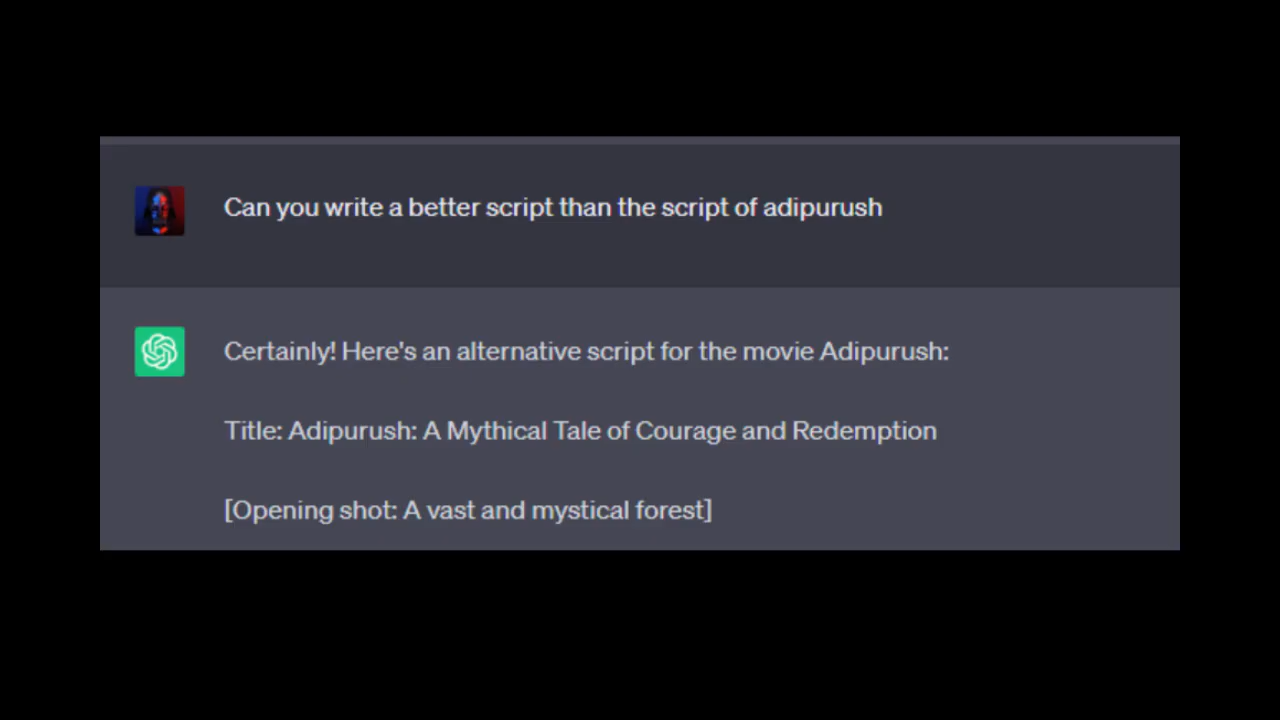 Can you write a better script than the script of adipurush
Certainly! Here's an alternative script for the movie Adipurush:
Title: Adipurush: A Mythical Tale of Courage and Redemption
[Opening shot: A vast and mystical forest]